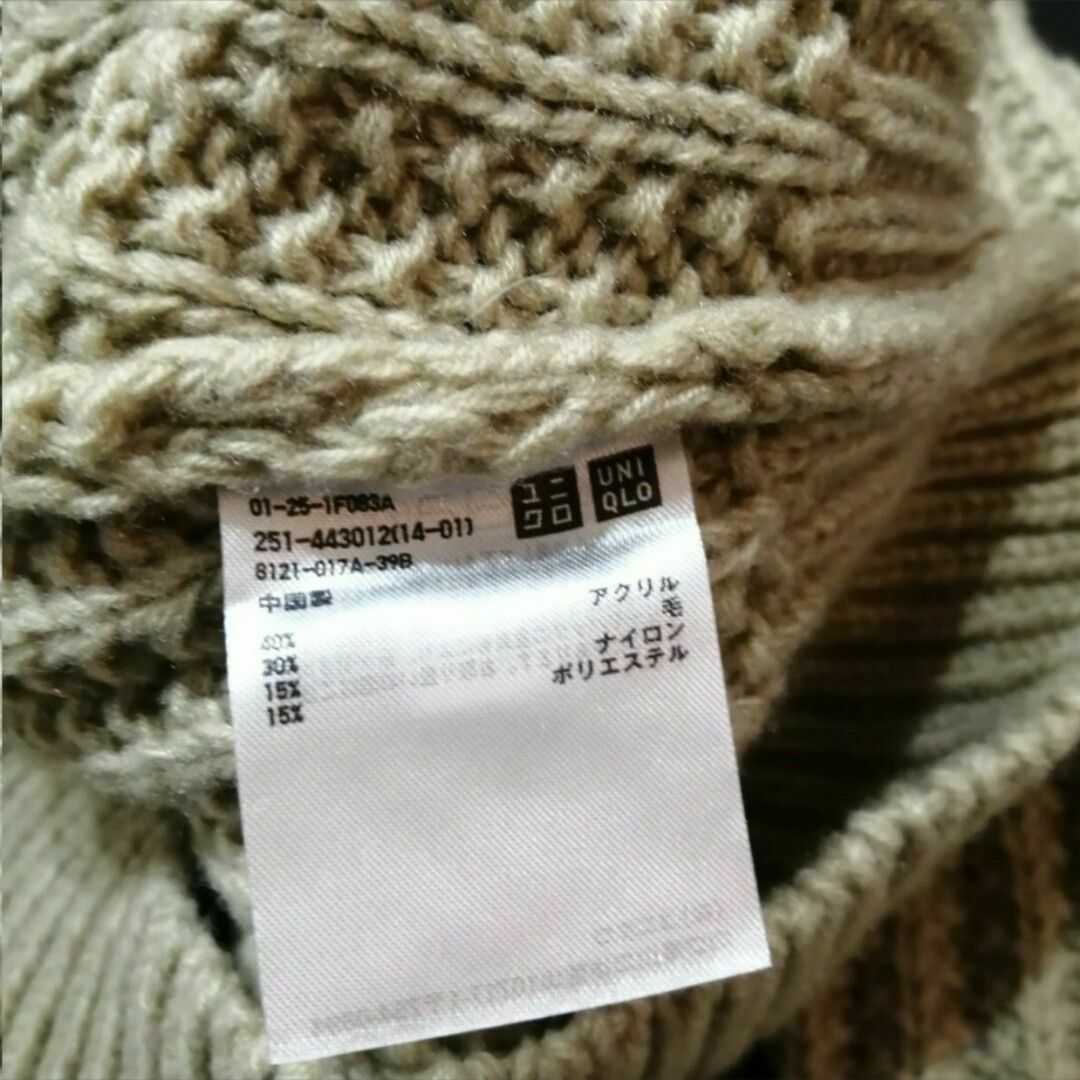 01-25-1F083A
ユニ
クロ
UNI
QLO
251-443012(14-01)
8121-017A-39B
中国製
アクリル 40%
毛 30%
ナイロン 15%
ポリエステル 15%